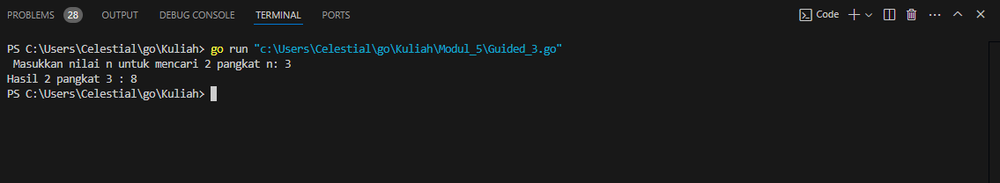 PROBLEMS 28 OUTPUT DEBUG CONSOLE TERMINAL PORTS Code
PS C:\Users\Celestial\go\Kuliah> go run "c:\Users\Celestial\go\Kuliah\Modul_5\Guided_3.go"
Masukkan nilai n untuk mencari 2 pangkat n: 3
Hasil 2 pangkat 3 : 8
PS C:\Users\Celestial\go\Kuliah>